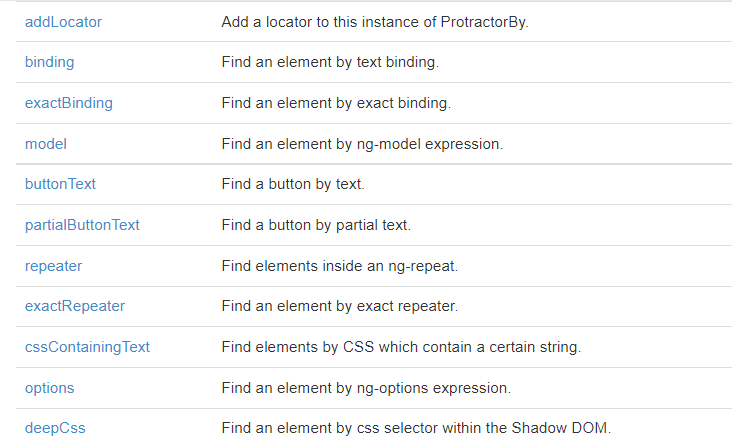 addLocator Add a locator to this instance of ProtractorBy.
binding Find an element by text binding.
exactBinding Find an element by exact binding.
model Find an element by ng-model expression.
buttonText Find a button by text.
partialButtonText Find a button by partial text.
repeater Find elements inside an ng-repeat.
exactRepeater Find an element by exact repeater.
cssContainingText Find elements by CSS which contain a certain string.
options Find an element by ng-options expression.
deepCss Find an element by css selector within the Shadow DOM.